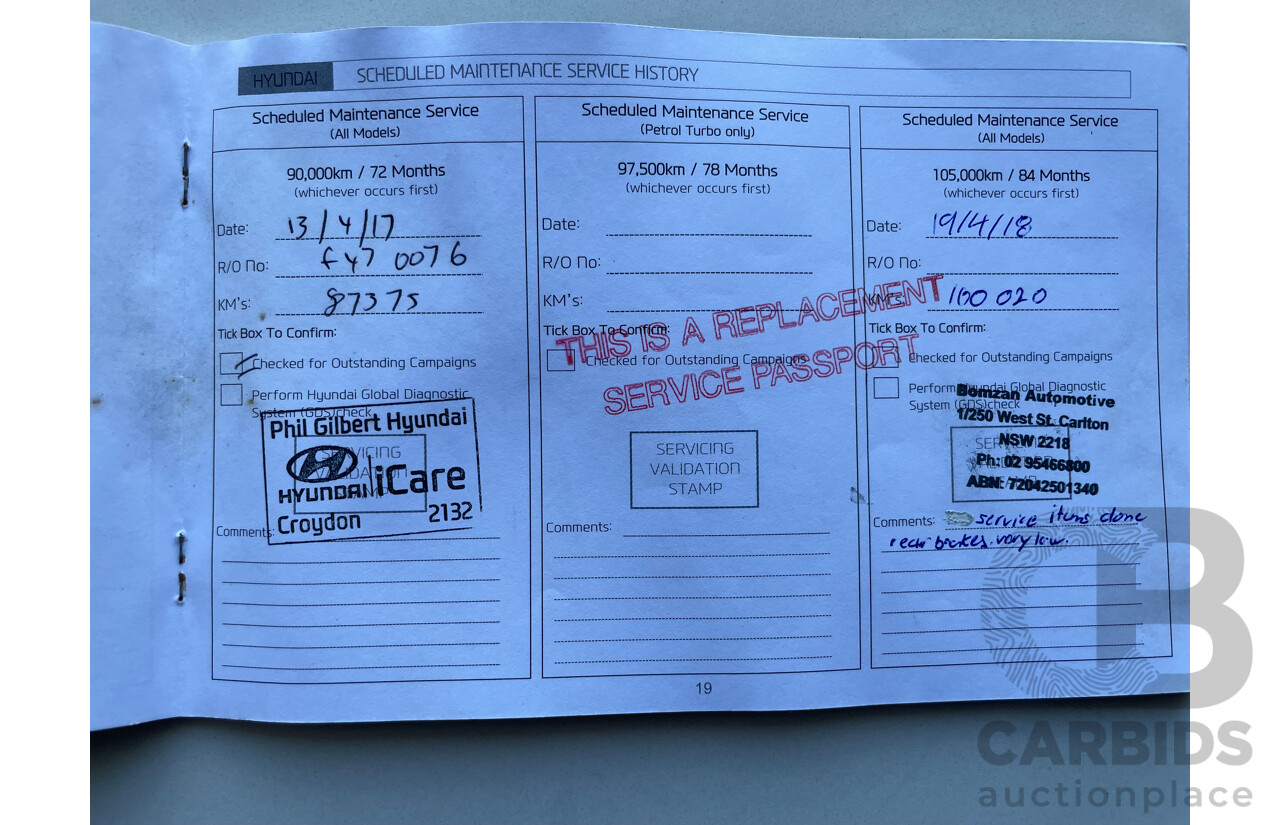 HYUNDAI SCHEDULED MAINTENANCE SERVICE HISTORY
Scheduled Maintenance Service
(All Models)
90,000km / 72 Months
(whichever occurs first)
Date: 13/4/17
R/O No: f47 0076
KM's: 87375
Tick Box To Confirm:
Checked for Outstanding Campaigns
Perform Hyundai Global Diagnostic
System (GDS)check
Phil Gilbert Hyundai
HYUNDAI iCare
Croydon 2132
SERVICING
VALIDATION
STAMP
Comments:
Scheduled Maintenance Service
(Petrol Turbo only)
97,500km / 78 Months
(whichever occurs first)
Date:
R/O No:
KM's:
Tick Box To Confirm:
Checked for Outstanding Campaigns
THIS IS A REPLACEMENT
SERVICE PASSPORT
SERVICING
VALIDATION
STAMP
Comments:
Scheduled Maintenance Service
(All Models)
105,000km / 84 Months
(whichever occurs first)
Date: 19/4/18
R/O No:
KM's: 100 020
Tick Box To Confirm:
Checked for Outstanding Campaigns
Perform Hyundai Global Diagnostic
System (GDS)check
Bomzan Automotive
1/250 West St. Carlton
NSW 2218
Ph: 02 95466800
ABN: 72042501340
Comments: service items done
rear brakes very low.
19
CB
CARBIDS
auctionplace